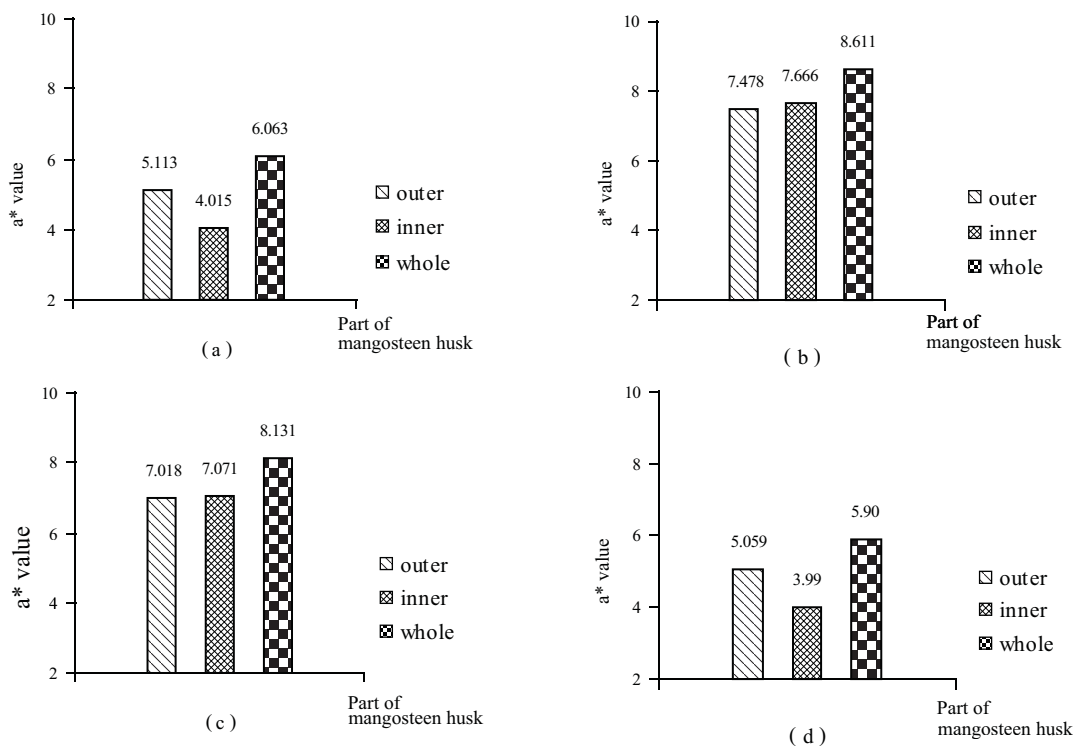 10
8
6
4
2
a* value
5.113
4.015
6.063
outer
inner
whole
Part of
mangosteen husk
( a )
10
8
6
4
2
a* value
7.478
7.666
8.611
outer
inner
whole
Part of
mangosteen husk
( b )
10
8
6
4
2
a* value
7.018
7.071
8.131
outer
inner
whole
Part of
mangosteen husk
( c )
10
8
6
4
2
a* value
5.059
3.99
5.90
outer
inner
whole
Part of
mangosteen husk
( d )